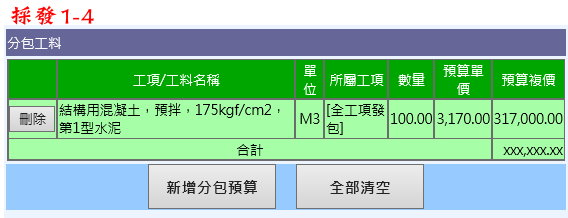 採發1-4
分包工料
工項/工料名稱 單位 所屬工項 數量 預算單價 預算複價
刪除 結構用混凝土，預拌，175kgf/cm2，第1型水泥 M3 [全工項發包] 100.00 3,170.00 317,000.00
合計 xxx,xxx.xx
新增分包預算 全部清空